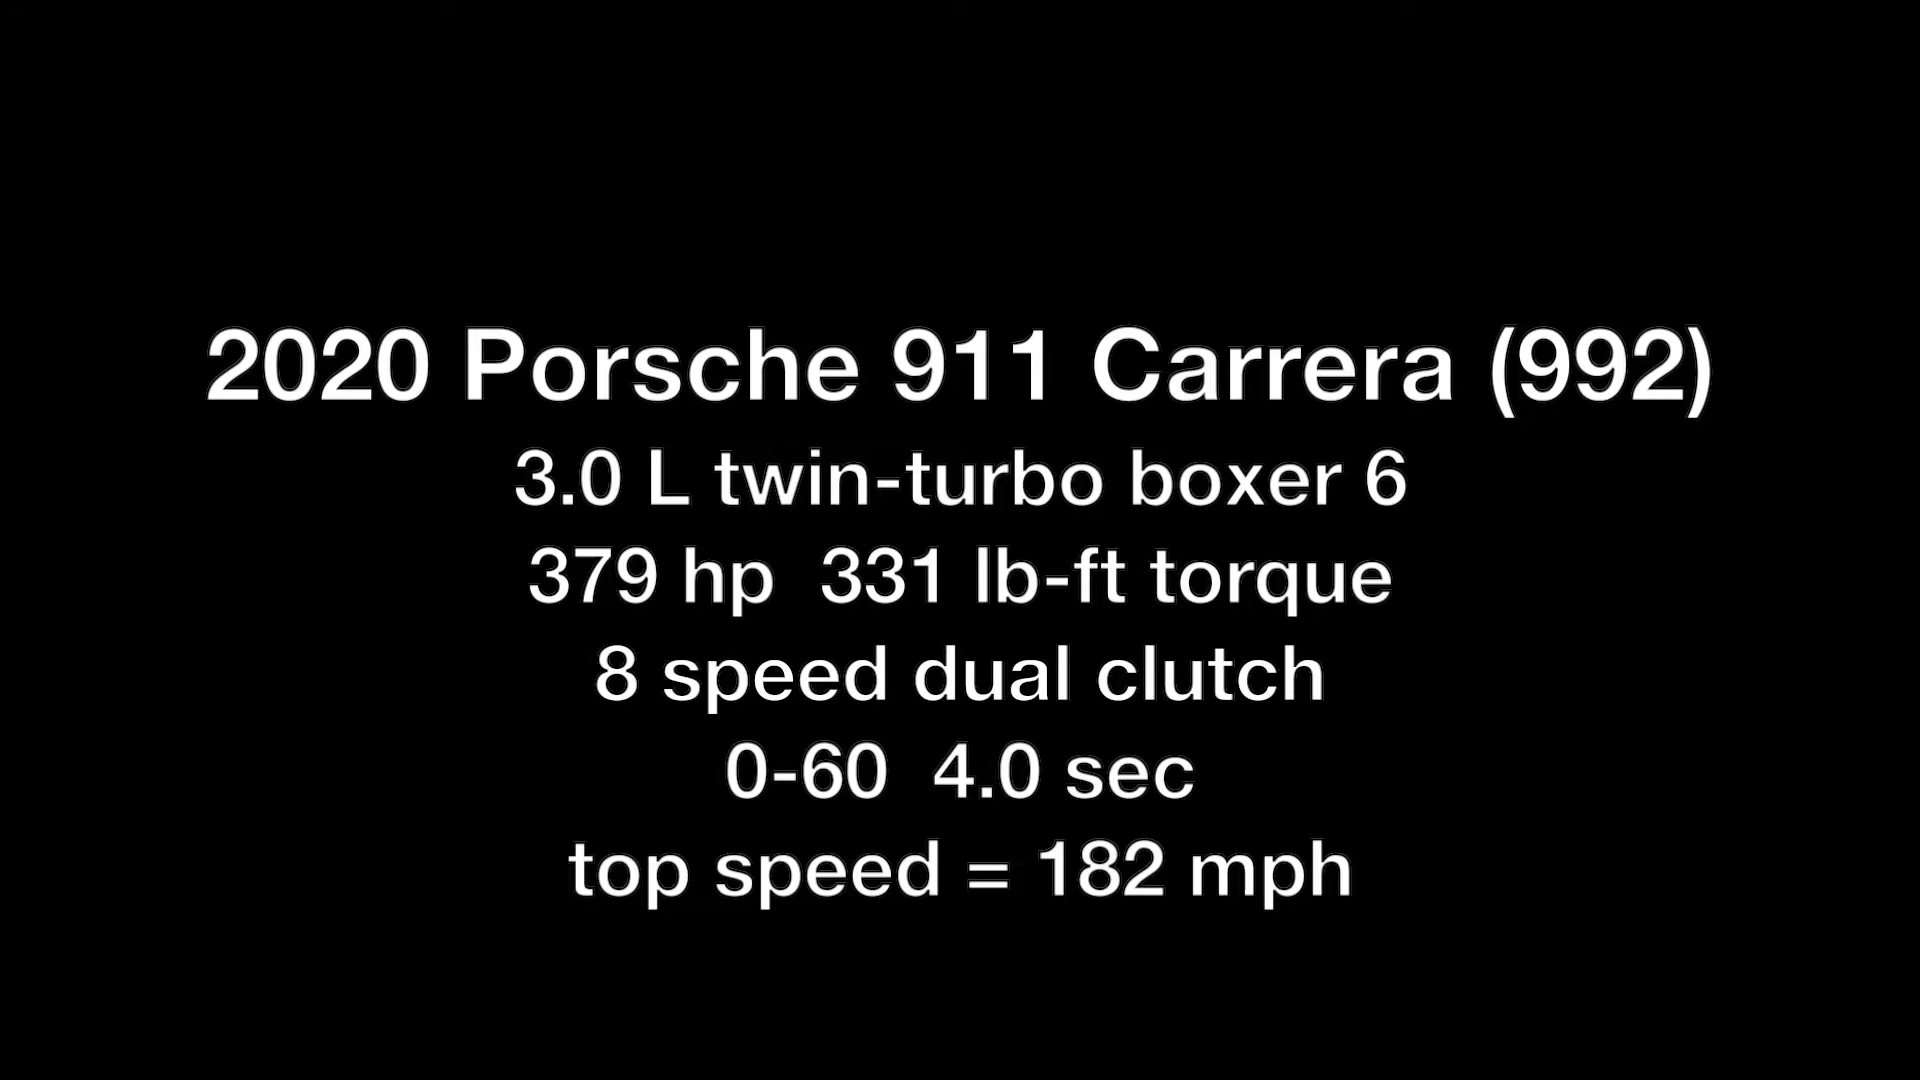 2020 Porsche 911 Carrera (992)
3.0 L twin-turbo boxer 6
379 hp  331 lb-ft torque
8 speed dual clutch
0-60  4.0 sec
top speed = 182 mph